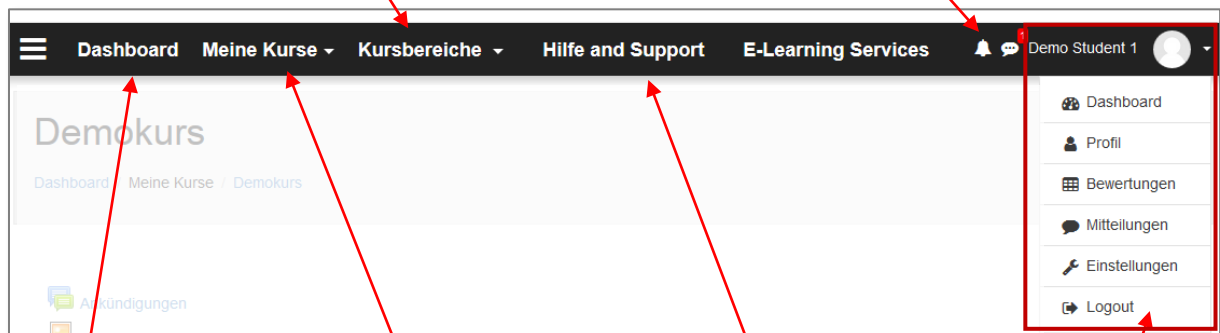 Dashboard Meine Kurse Kursbereiche Hilfe and Support E-Learning Services 1 Demo Student 1
Dashboard
Demokurs
Profil
Dashboard / Meine Kurse / Demokurs
Bewertungen
Mitteilungen
Einstellungen
Ankündigungen
Logout